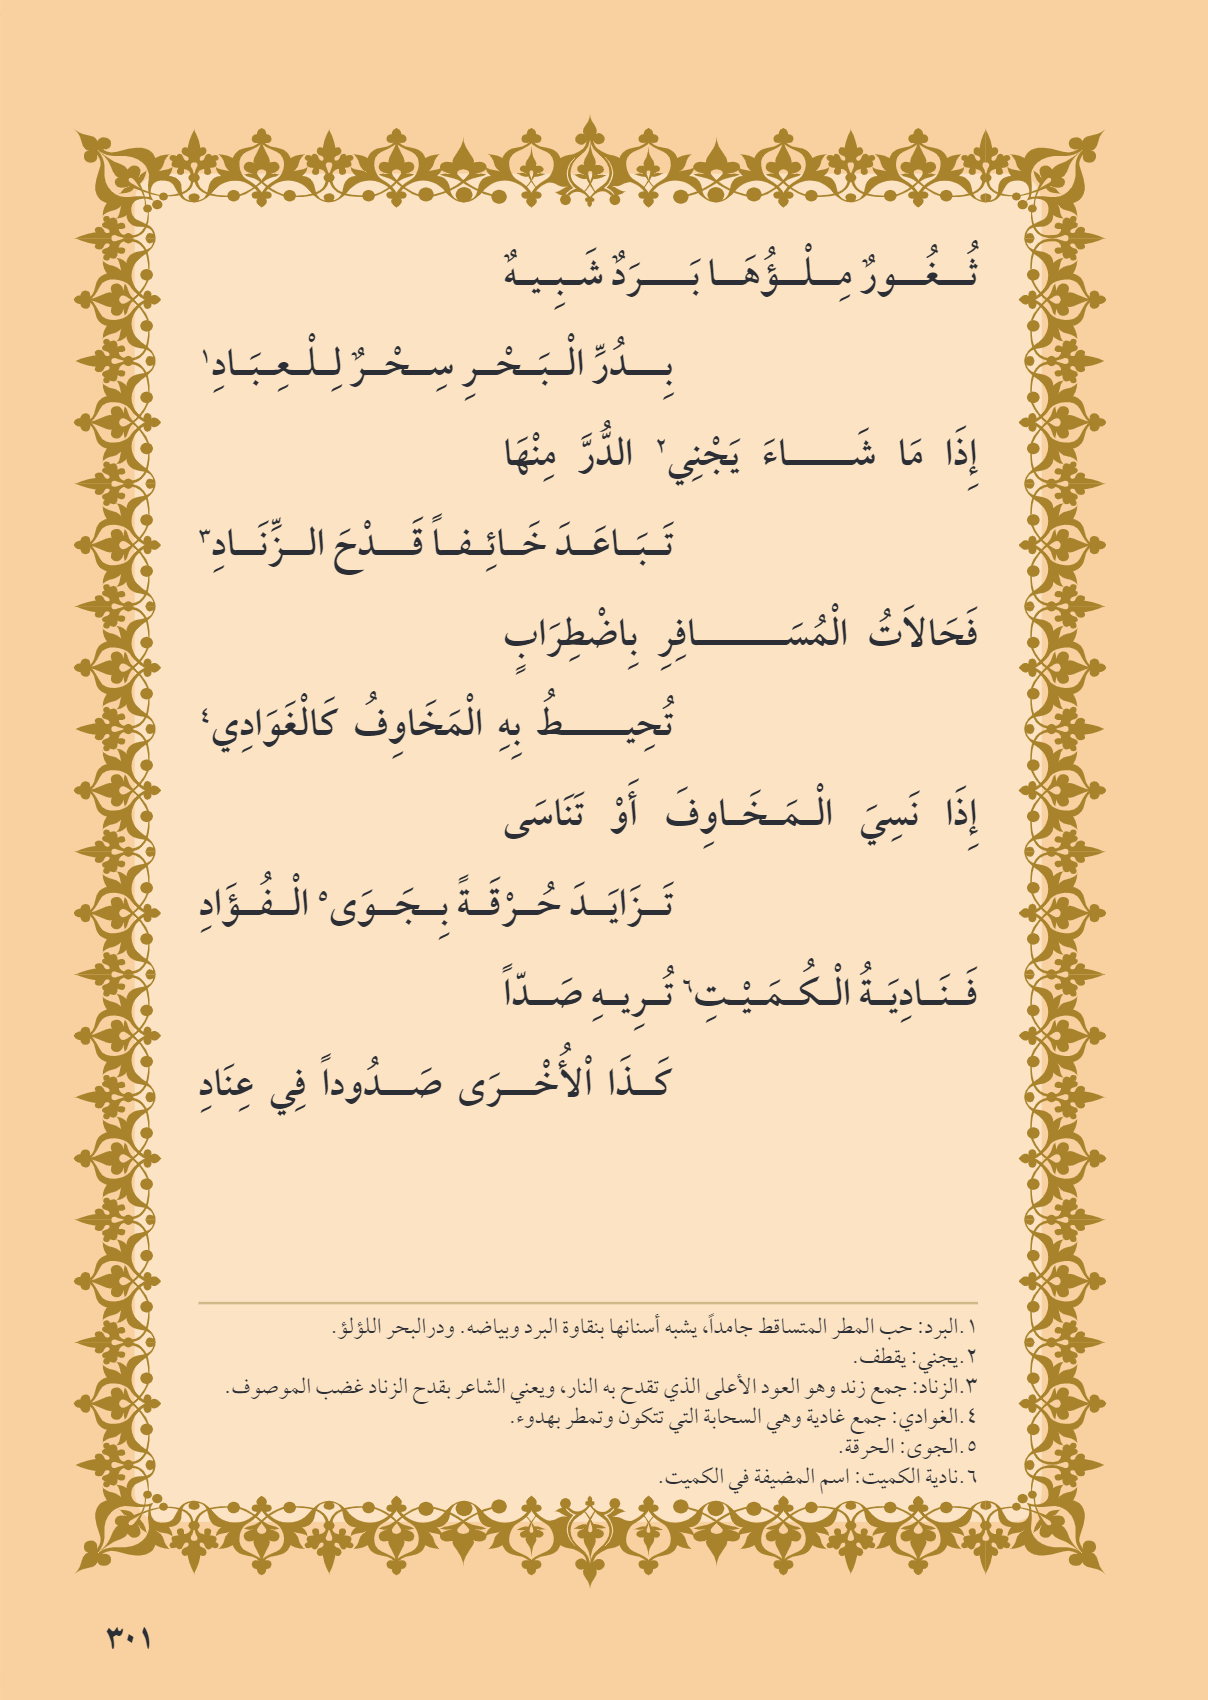 ثُغُورٌ مِلْؤُهَا بَرَدٌ شَبِيهٌ
بِدُرِّ الْبَحْرِ سِحْرٌ لِلْعِبَادِ١
إِذَا مَا شَاءَ يَجْنِي٢ الدُّرَّ مِنْهَا
تَبَاعَدَ خَائِفاً قَدْحَ الزِّنَادِ٣
فَحَالاَتُ الْمُسَافِرِ بِاضْطِرَابٍ
تُحِيطُ بِهِ الْمَخَاوِفُ كَالْغَوَادِي٤
إِذَا نَسِيَ الْمَخَاوِفَ أَوْ تَنَاسَى
تَزَايَدَ حُرْقَةً بِجَوَى٥ الْفُؤَادِ
فَنَادِيَةُ الْكُمَيْتِ٦ تُرِيهِ صَدّاً
كَذَا اْلأُخْرَى صَدُوداً فِي عِنَادِ
١.البرد: حب المطر المتساقط جامداً، يشبه أسنانها بنقاوة البرد وبياضه. ودرالبحر اللؤلؤ.
٢.يجني: يقطف.
٣.الزناد: جمع زند وهو العود الأعلى الذي تقدح به النار، ويعني الشاعر بقدح الزناد غضب الموصوف.
٤.الغوادي: جمع غادية وهي السحابة التي تتكون وتمطر بهدوء.
٥.الجوى: الحرقة.
٦.نادية الكميت: اسم المضيفة في الكميت.
٣٠١